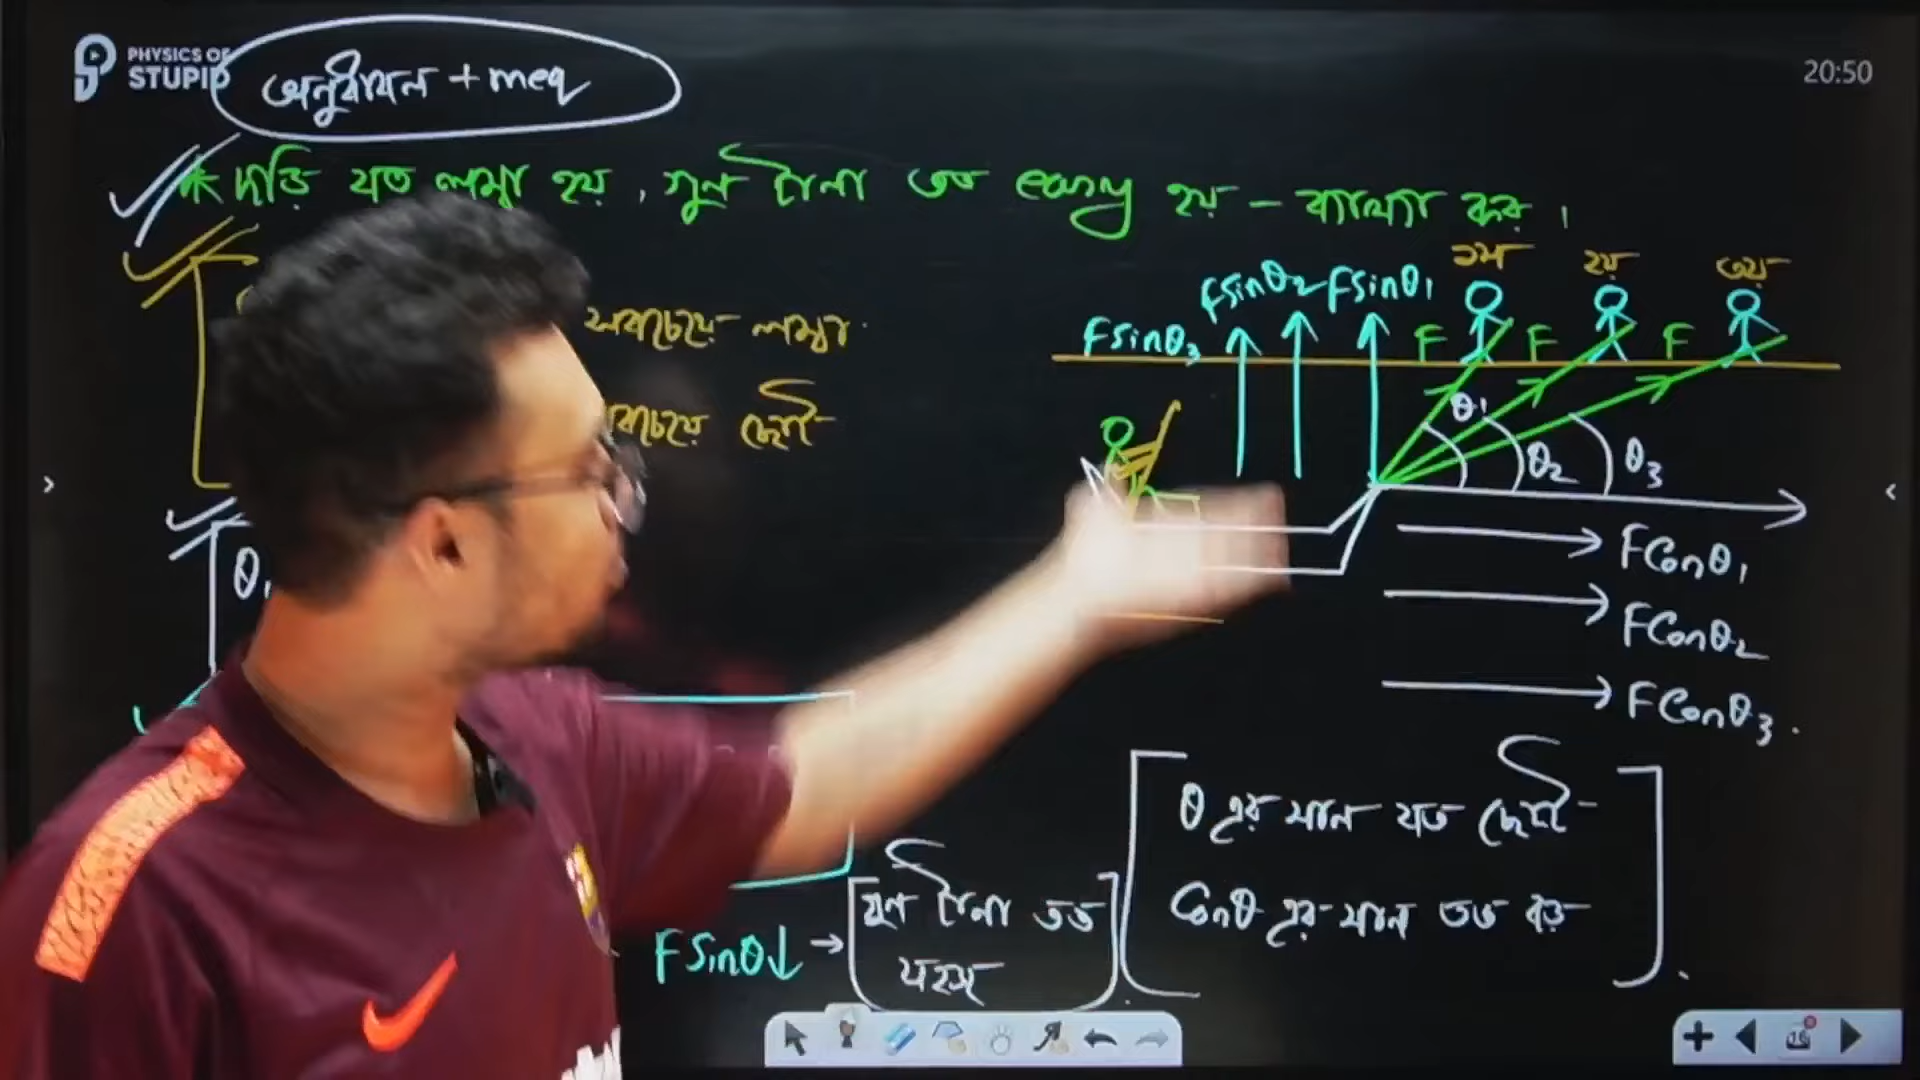 PHYSICS OF
STUPID
অনুধাবন + mcq
20:50
* দড়ি যত লম্বা হয়, গুন টানা তত easy হয় - ব্যাখ্যা কর।
সবচেয়ে লম্বা
ছোট
১ম ২য় ৩য়
Fsinθ3 Fsinθ2 Fsinθ1
F F F
θ1 θ2 θ3
θ1
FCosθ1
FCosθ2
FCosθ3
θ এর মান যত ছোট
Cosθ এর মান তত বড়
FSinθ↓ → গুন টানা তত
সহজ
16